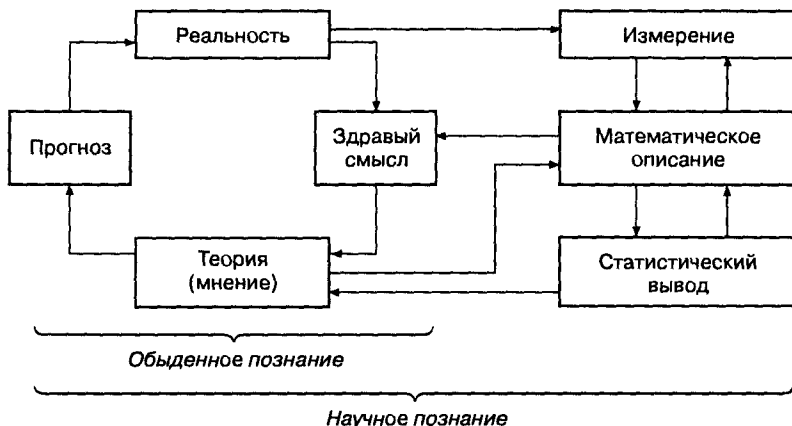 Реальность
Измерение
Прогноз
Здравый
смысл
Математическое
описание
Теория
(мнение)
Статистический
вывод
Обыденное познание
Научное познание